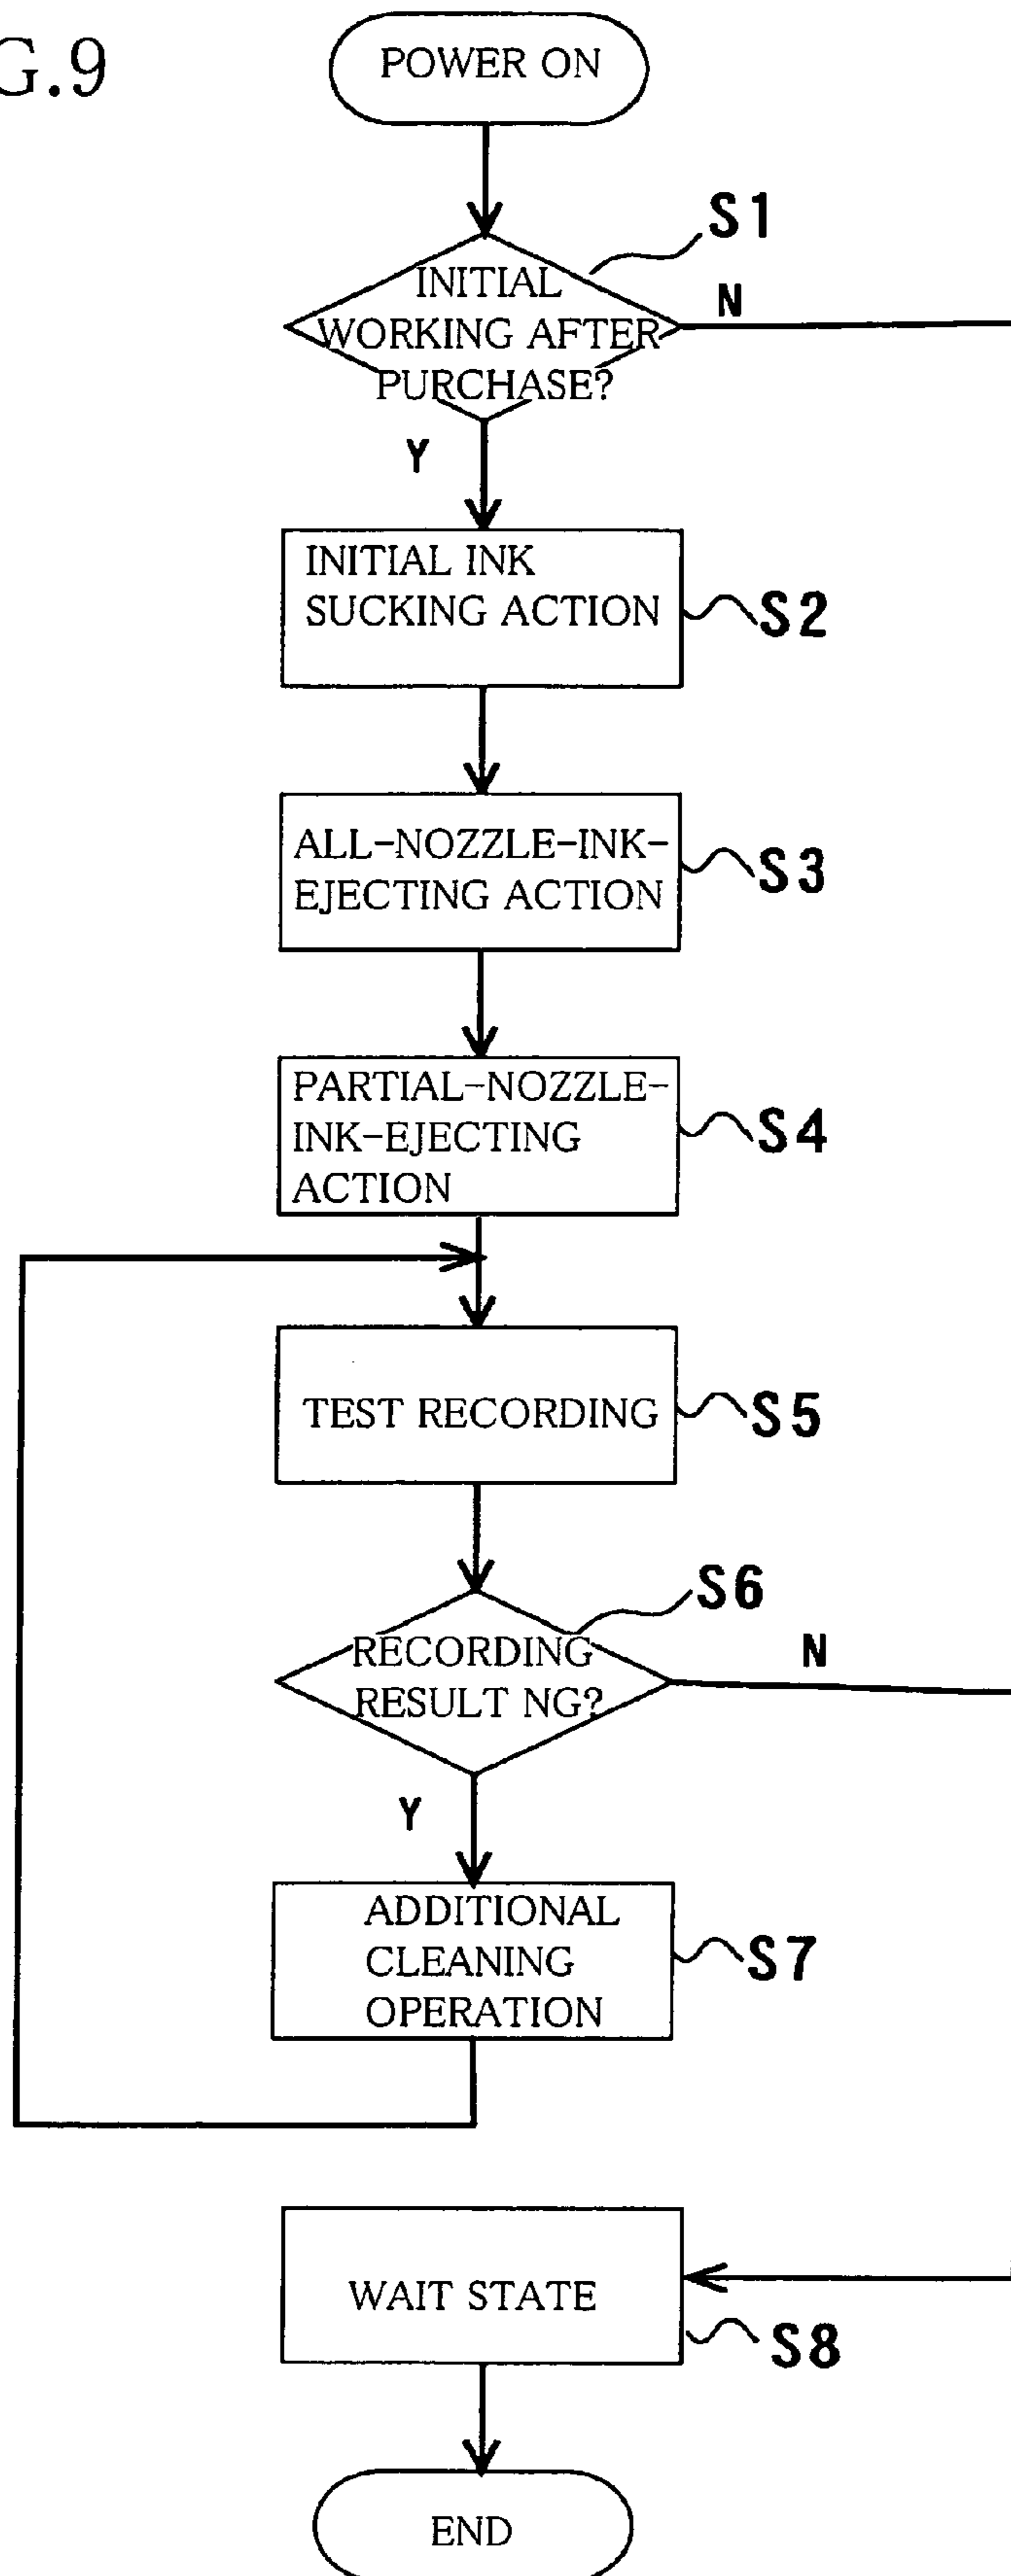 G.9
POWER ON
S1
INITIAL
WORKING AFTER
PURCHASE?
N
Y
INITIAL INK
SUCKING ACTION
S2
ALL-NOZZLE-INK-
EJECTING ACTION
S3
PARTIAL-NOZZLE-
INK-EJECTING
ACTION
S4
TEST RECORDING
S5
S6
RECORDING
RESULT NG?
N
Y
ADDITIONAL
CLEANING
OPERATION
S7
WAIT STATE
S8
END